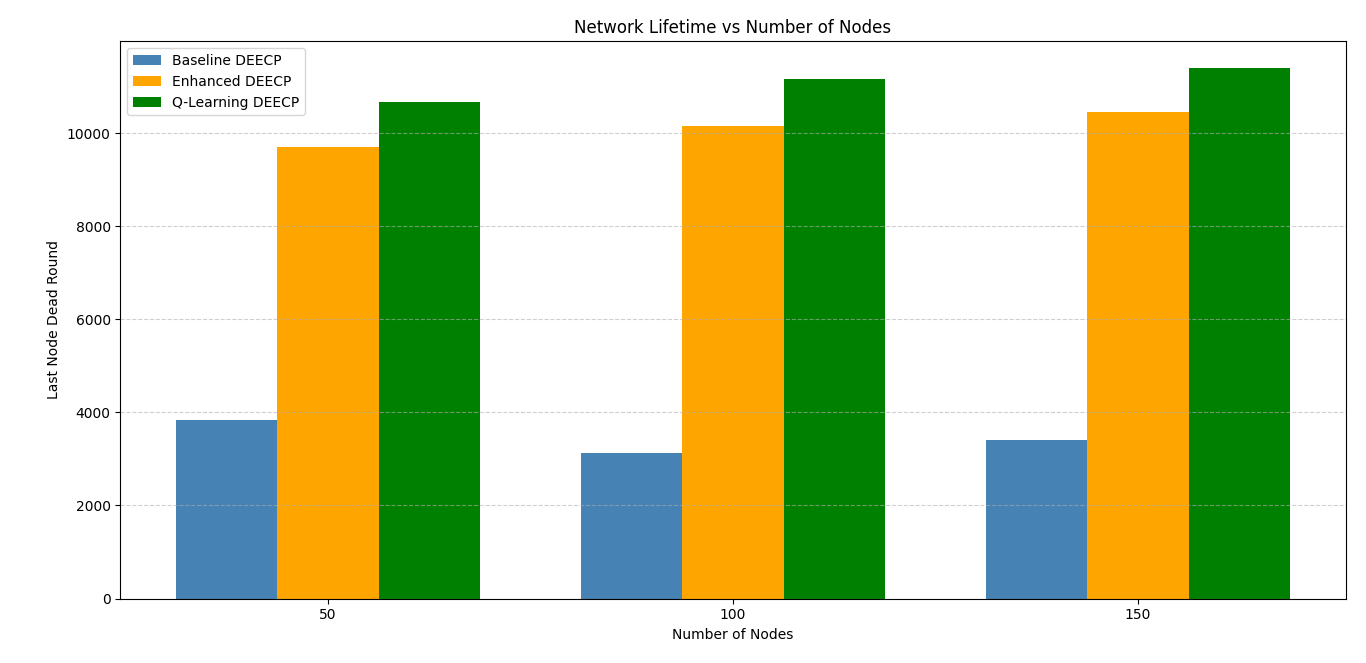 Network Lifetime vs Number of Nodes
Baseline DEECP
Enhanced DEECP
Q-Learning DEECP
10000
8000
6000
4000
2000
0
Last Node Dead Round
50
100
150
Number of Nodes